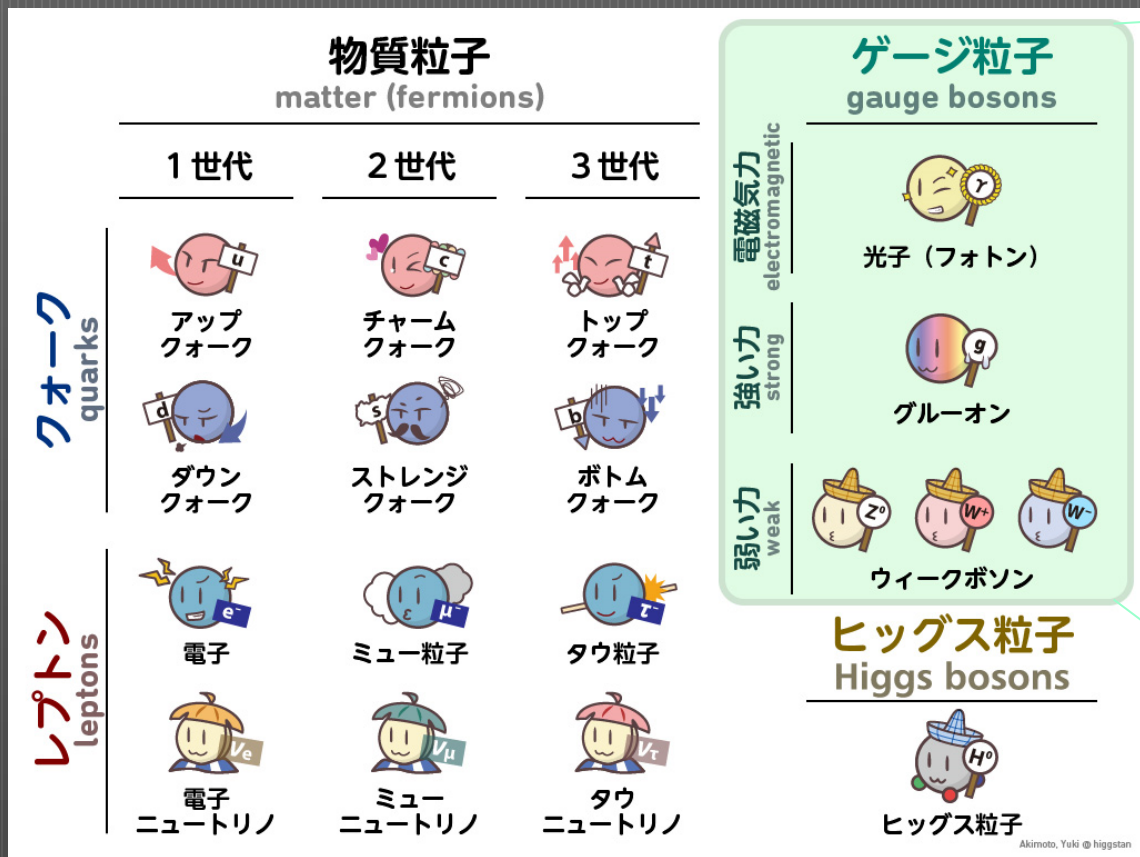 物質粒子
matter (fermions)
1世代
2世代
3世代
クォーク
quarks
u
アップ
クォーク
c
チャーム
クォーク
t
トップ
クォーク
d
ダウン
クォーク
s
ストレンジ
クォーク
b
ボトム
クォーク
レプトン
leptons
e⁻
電子
μ⁻
ミュー粒子
τ⁻
タウ粒子
νe
電子
ニュートリノ
νμ
ミュー
ニュートリノ
ντ
タウ
ニュートリノ
ゲージ粒子
gauge bosons
電磁気力
electromagnetic
γ
光子(フォトン)
強い力
strong
g
グルーオン
弱い力
weak
Z⁰
W⁺
W⁻
ウィークボソン
ヒッグス粒子
Higgs bosons
H⁰
ヒッグス粒子
Akimoto, Yuki @ higgstan